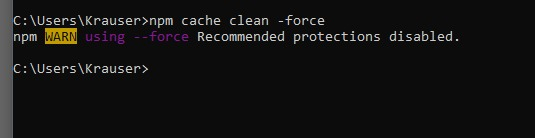 C:\Users\Krauser>npm cache clean -force
npm WARN using --force Recommended protections disabled.
C:\Users\Krauser>